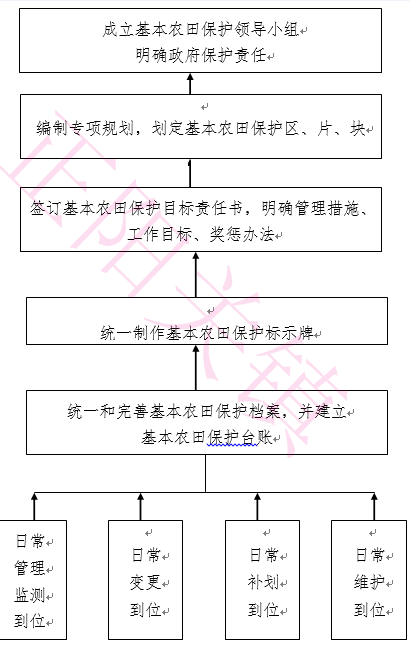 成立基本农田保护领导小组
明确政府保护责任
编制专项规划，划定基本农田保护区、片、块
签订基本农田保护目标责任书，明确管理措施、
工作目标、奖惩办法
统一制作基本农田保护标示牌
统一和完善基本农田保护档案，并建立
基本农田保护台账
日常
管理
监测
到位
日常
变更
到位
日常
补划
到位
日常
维护
到位
正阳关镇